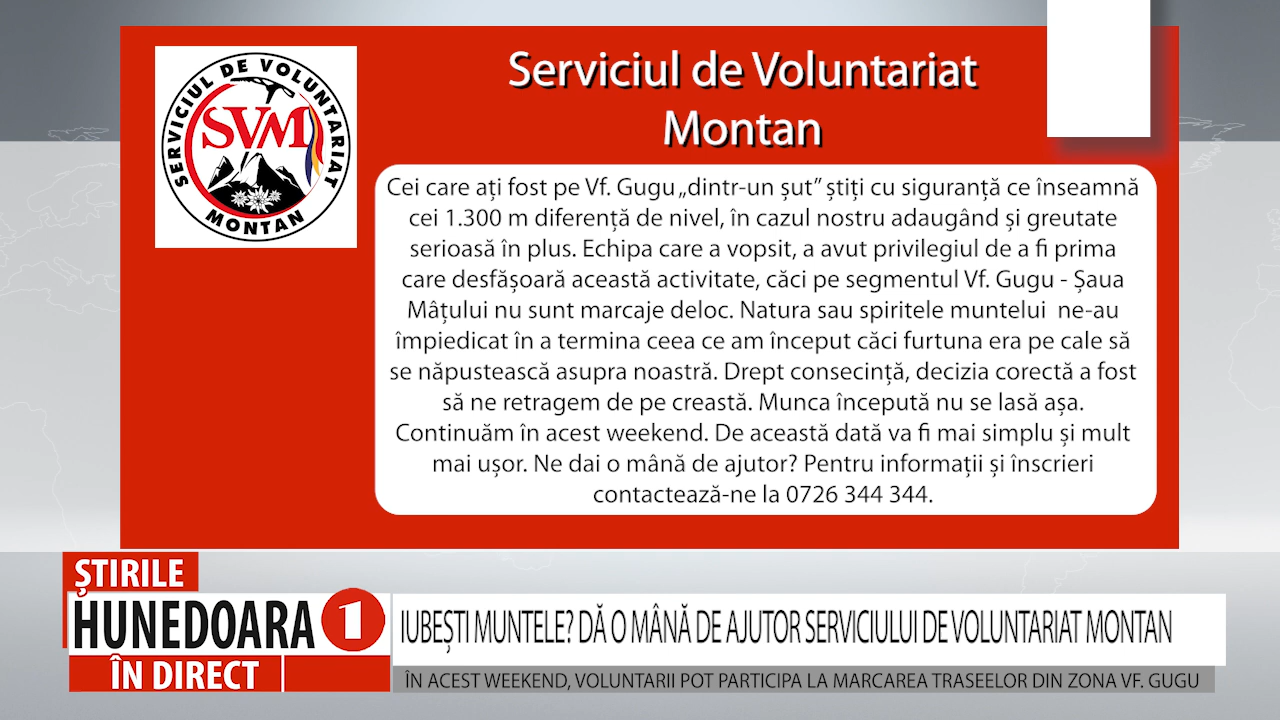 SERVICIUL DE VOLUNTARIAT
SVM
MONTAN
Serviciul de Voluntariat
Montan
Cei care ați fost pe Vf. Gugu „dintr-un șut” știți cu siguranță ce înseamnă
cei 1.300 m diferență de nivel, în cazul nostru adaugând și greutate
serioasă în plus. Echipa care a vopsit, a avut privilegiul de a fi prima
care desfășoară această activitate, căci pe segmentul Vf. Gugu - Șaua
Mâțului nu sunt marcaje deloc. Natura sau spiritele muntelui  ne-au
împiedicat în a termina ceea ce am început căci furtuna era pe cale să
se năpustească asupra noastră. Drept consecință, decizia corectă a fost
să ne retragem de pe creastă. Munca începută nu se lasă așa.
Continuăm în acest weekend. De această dată va fi mai simplu și mult
mai ușor. Ne dai o mână de ajutor? Pentru informații și înscrieri
contactează-ne la 0726 344 344.
ȘTIRILE
HUNEDOARA 1
ÎN DIRECT
IUBEȘTI MUNTELE? DĂ O MÂNĂ DE AJUTOR SERVICIULUI DE VOLUNTARIAT MONTAN
ÎN ACEST WEEKEND, VOLUNTARII POT PARTICIPA LA MARCAREA TRASEELOR DIN ZONA VF. GUGU